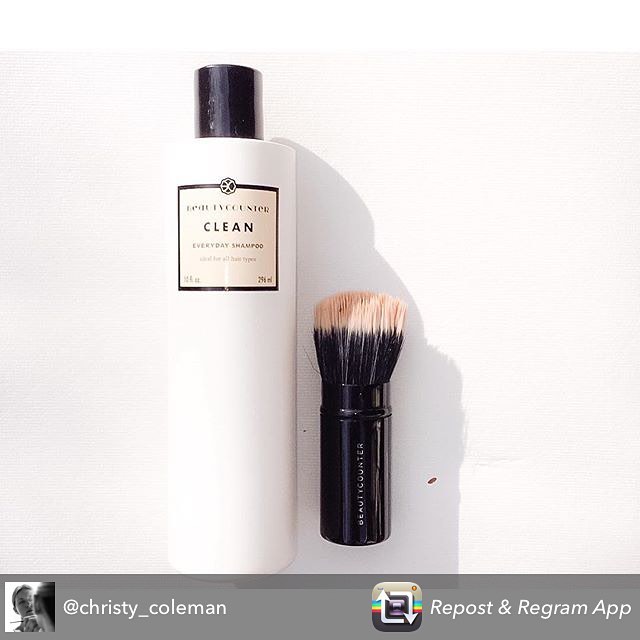 BEAUTYCOUNTER
CLEAN
EVERYDAY SHAMPOO
ideal for all hair types
10 fl. oz. 296 ml
BEAUTYCOUNTER
@christy_coleman
Repost & Regram App